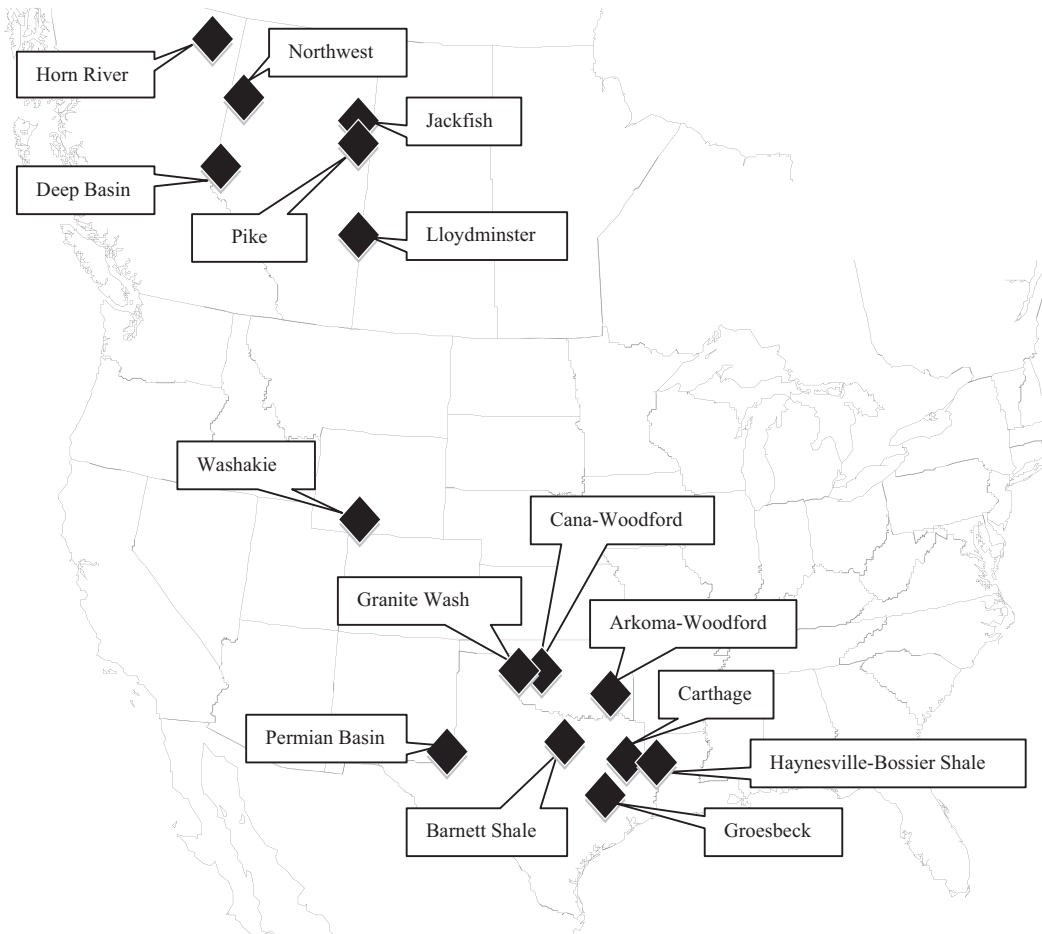 Horn River
Northwest
Jackfish
Deep Basin
Pike
Lloydminster
Washakie
Cana-Woodford
Granite Wash
Arkoma-Woodford
Carthage
Permian Basin
Haynesville-Bossier Shale
Barnett Shale
Groesbeck